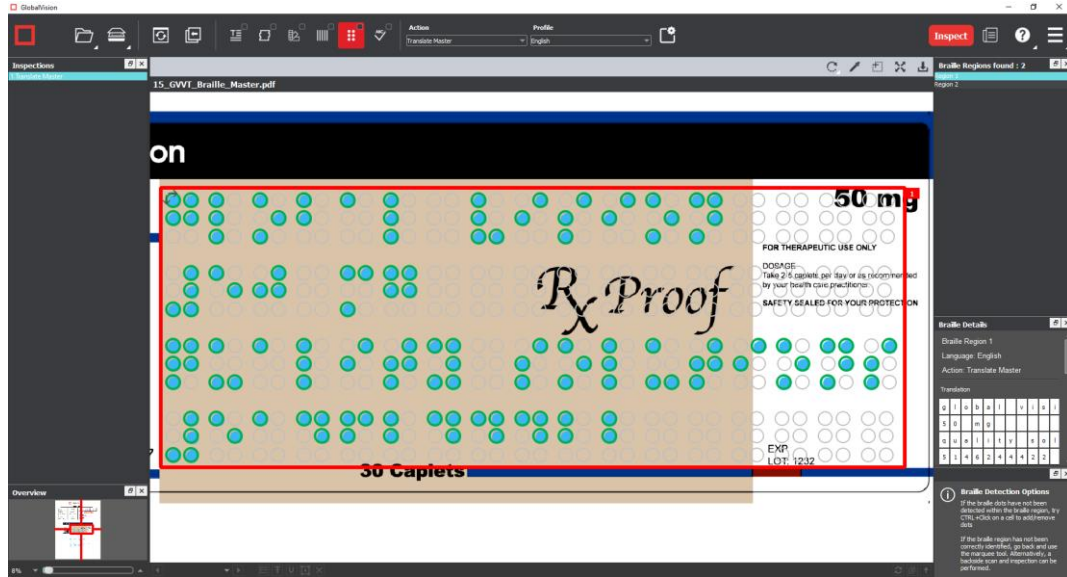 GlobalVision
Action
Profile
Translate Master
English
Inspect
Inspections
1 Translate Master
15_GVVT_Braille_Master.pdf
Braille Regions found : 2
Region 1
Region 2
on
50 mg
1
FOR THERAPEUTIC USE ONLY
DOSAGE
Take 2-5 caplets per day or as recommended
by your health care practitioner
SAFETY SEALED FOR YOUR PROTECTION
Rx Proof
EXP
LOT: 1232
30 Caplets
Braille Details
Braille Region 1
Language: English
Action: Translate Master
Translation
g l o b a l v i s i
5 0 m g
q u a l i t y s o l
5 1 4 6 2 4 4 4 2 2
Overview
8%
Braille Detection Options
If the braille dots have not been
detected within the braille region, try
CTRL+Click on a cell to add/remove
dots
If the braille region has not been
correctly identified, go back and use
the marquee tool. Alternatively, a
backside scan and inspection can be
performed.